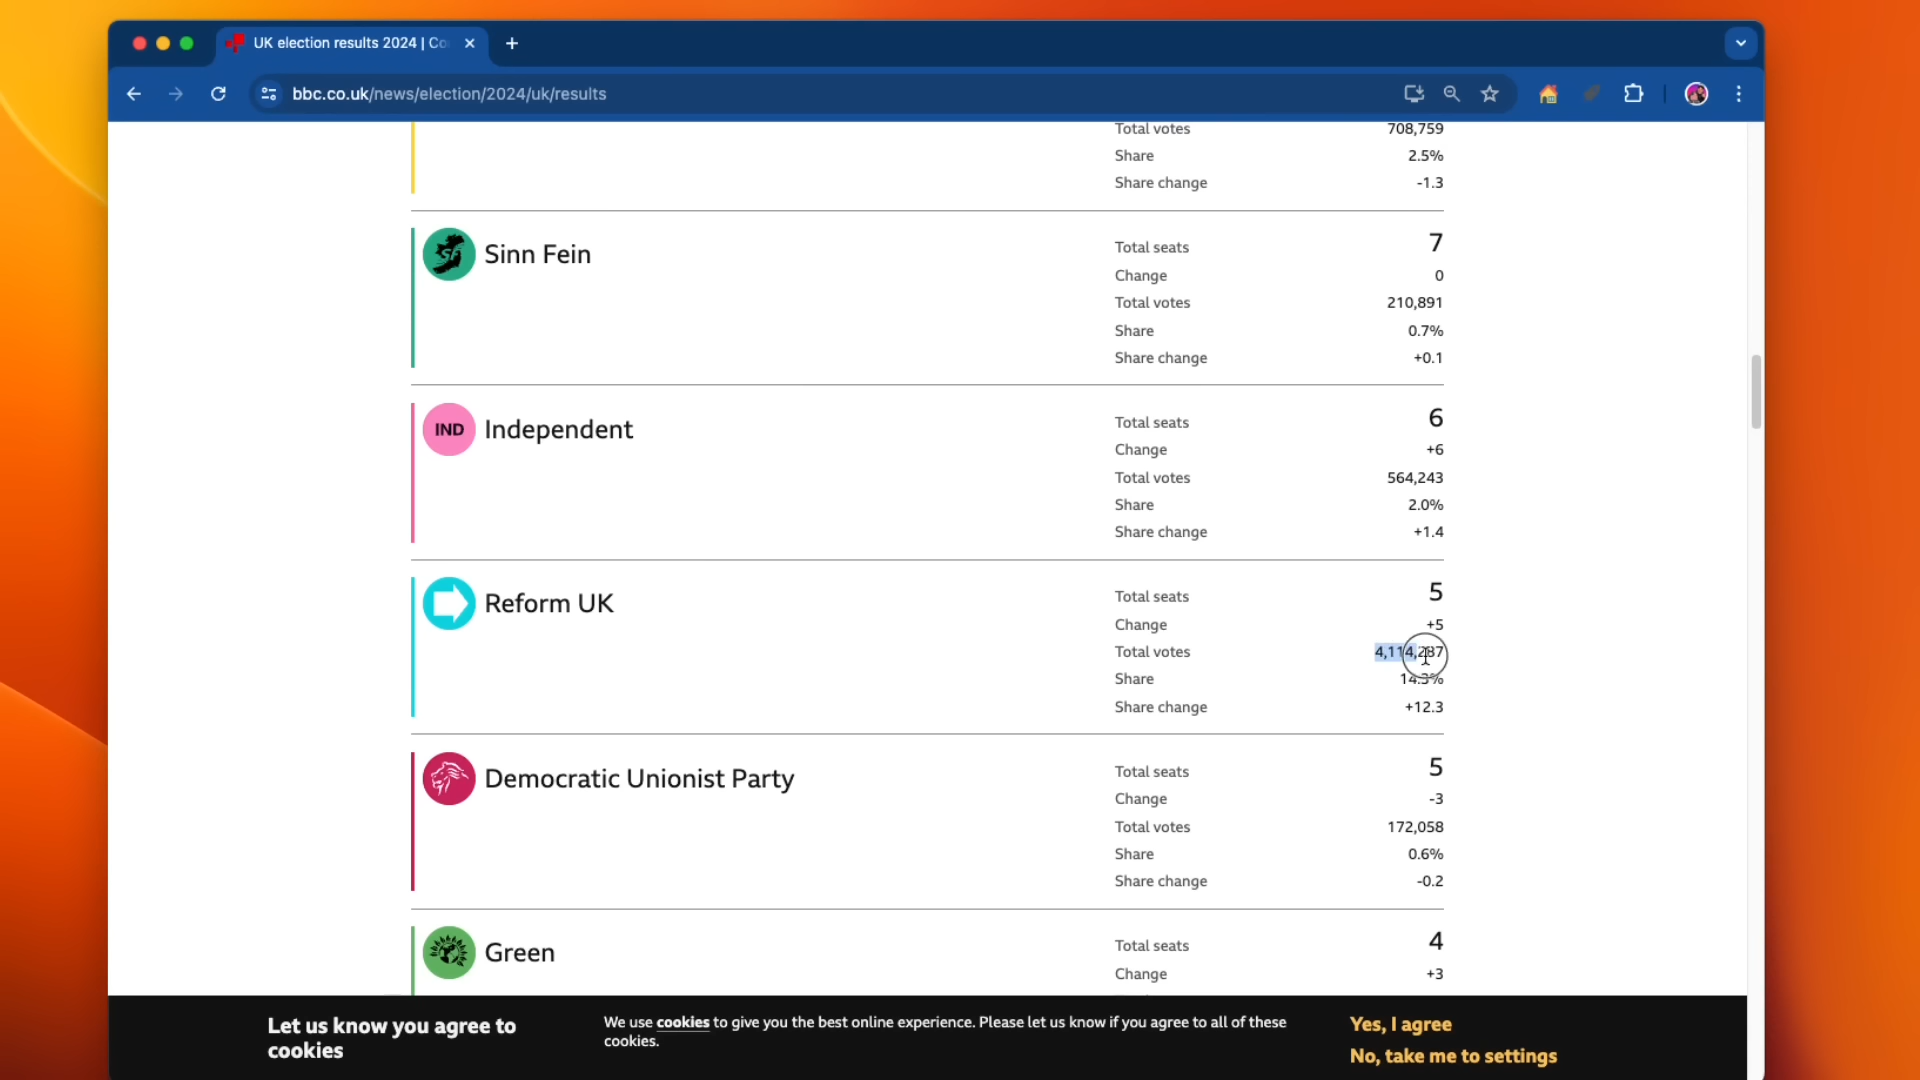 UK election results 2024 | Co
bbc.co.uk/news/election/2024/uk/results
Total votes 708,759
Share 2.5%
Share change -1.3
Sinn Fein
Total seats 7
Change 0
Total votes 210,891
Share 0.7%
Share change +0.1
IND Independent
Total seats 6
Change +6
Total votes 564,243
Share 2.0%
Share change +1.4
Reform UK
Total seats 5
Change +5
Total votes 4,114,287
Share 14.3%
Share change +12.3
Democratic Unionist Party
Total seats 5
Change -3
Total votes 172,058
Share 0.6%
Share change -0.2
Green
Total seats 4
Change +3
Let us know you agree to
cookies
We use cookies to give you the best online experience. Please let us know if you agree to all of these
cookies.
Yes, I agree
No, take me to settings